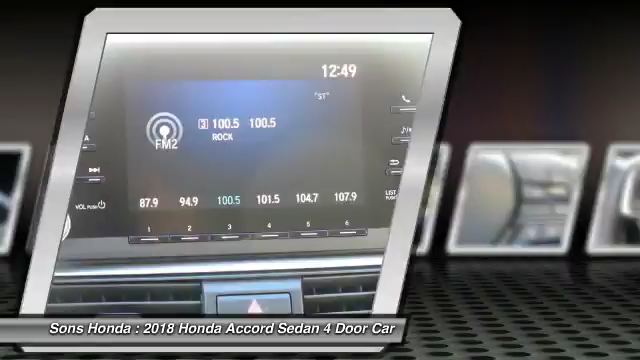 12:49
"ST"
3 100.5 100.5
ROCK
FM2
A
VOL PUSH
LIST
87.9 94.9 100.5 101.5 104.7 107.9
1 2 3 4 5 6
Sons Honda : 2018 Honda Accord Sedan 4 Door Car